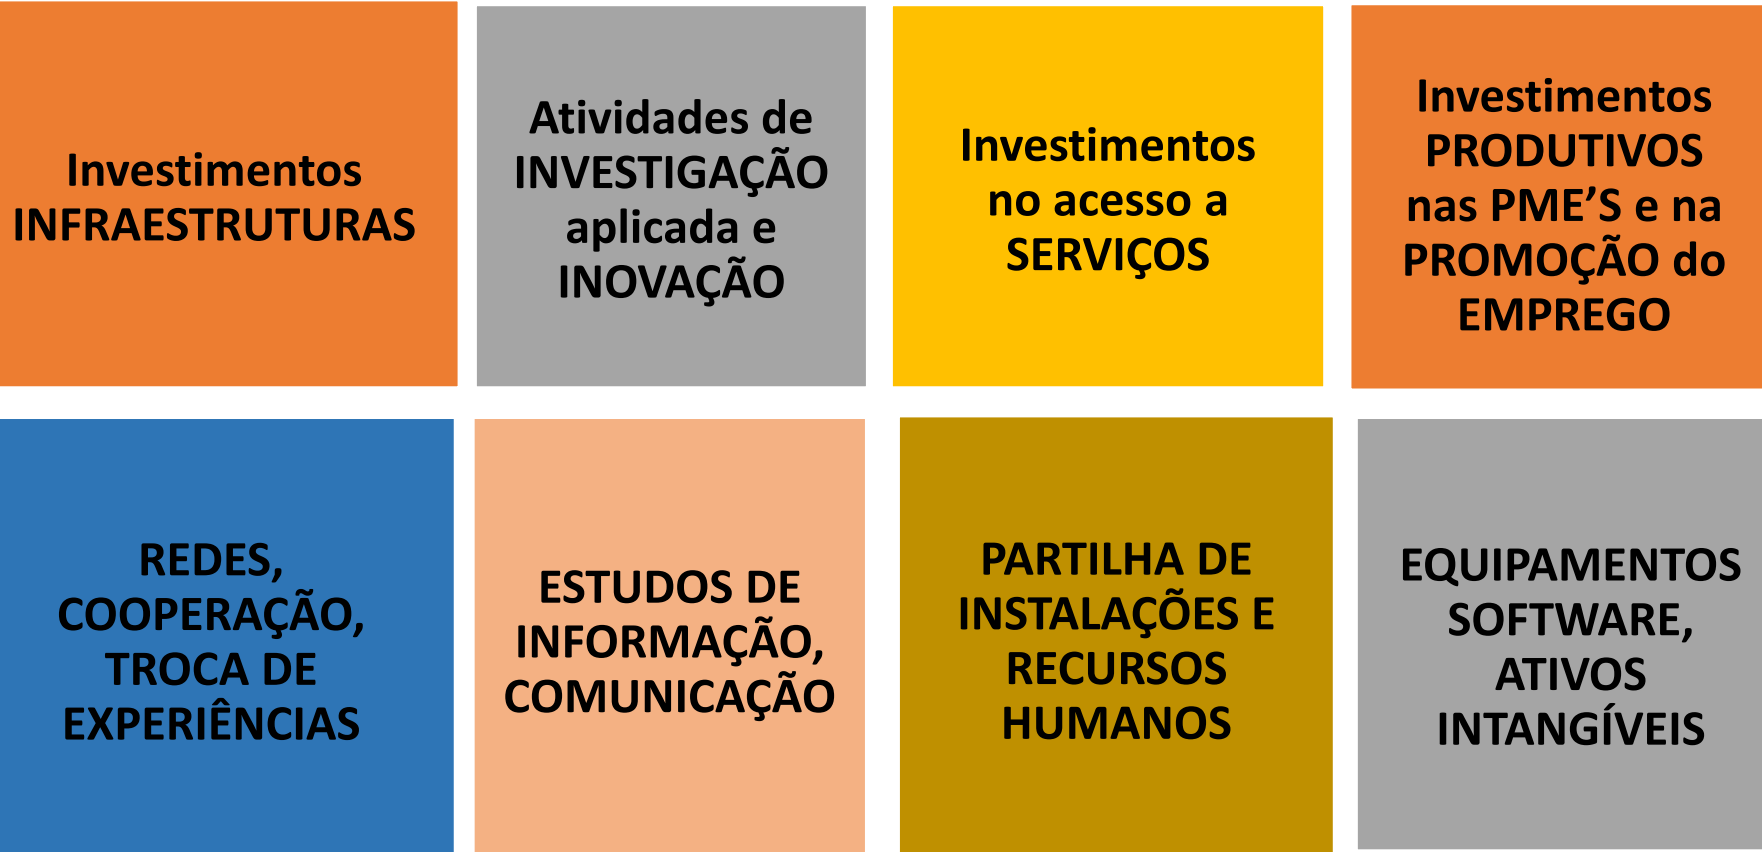 Investimentos
INFRAESTRUTURAS
Atividades de
INVESTIGAÇÃO
aplicada e
INOVAÇÃO
Investimentos
no acesso a
SERVIÇOS
Investimentos
PRODUTIVOS
nas PME’S e na
PROMOÇÃO do
EMPREGO
REDES,
COOPERAÇÃO,
TROCA DE
EXPERIÊNCIAS
ESTUDOS DE
INFORMAÇÃO,
COMUNICAÇÃO
PARTILHA DE
INSTALAÇÕES E
RECURSOS
HUMANOS
EQUIPAMENTOS
SOFTWARE,
ATIVOS
INTANGÍVEIS